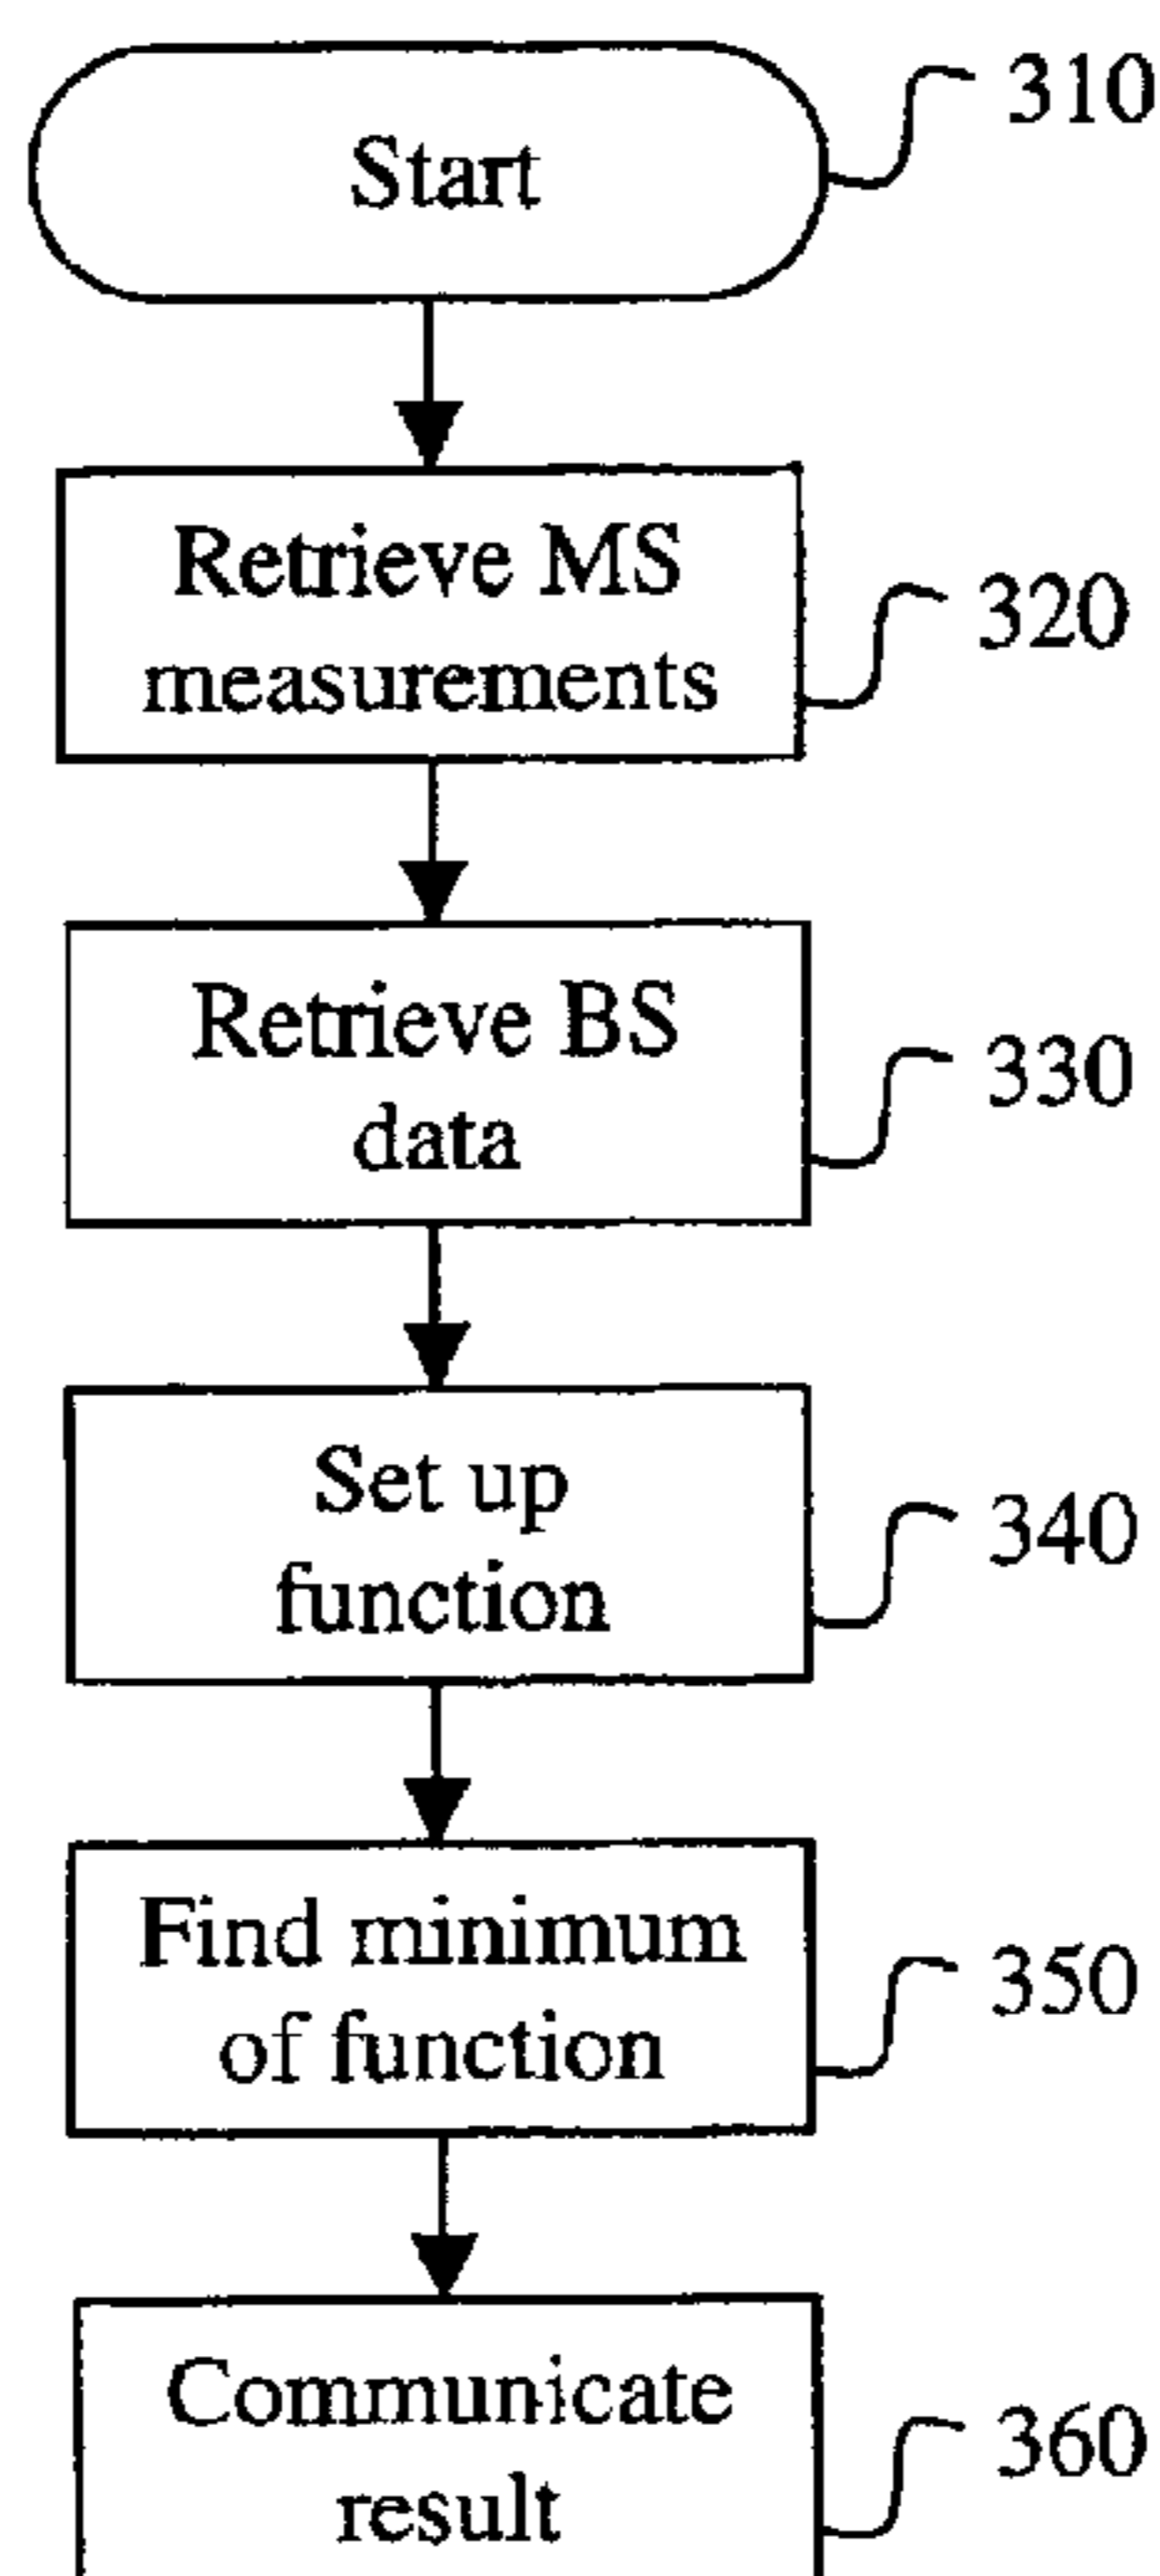 Start
310
Retrieve MS
measurements
320
Retrieve BS
data
330
Set up
function
340
Find minimum
of function
350
Communicate
result
360